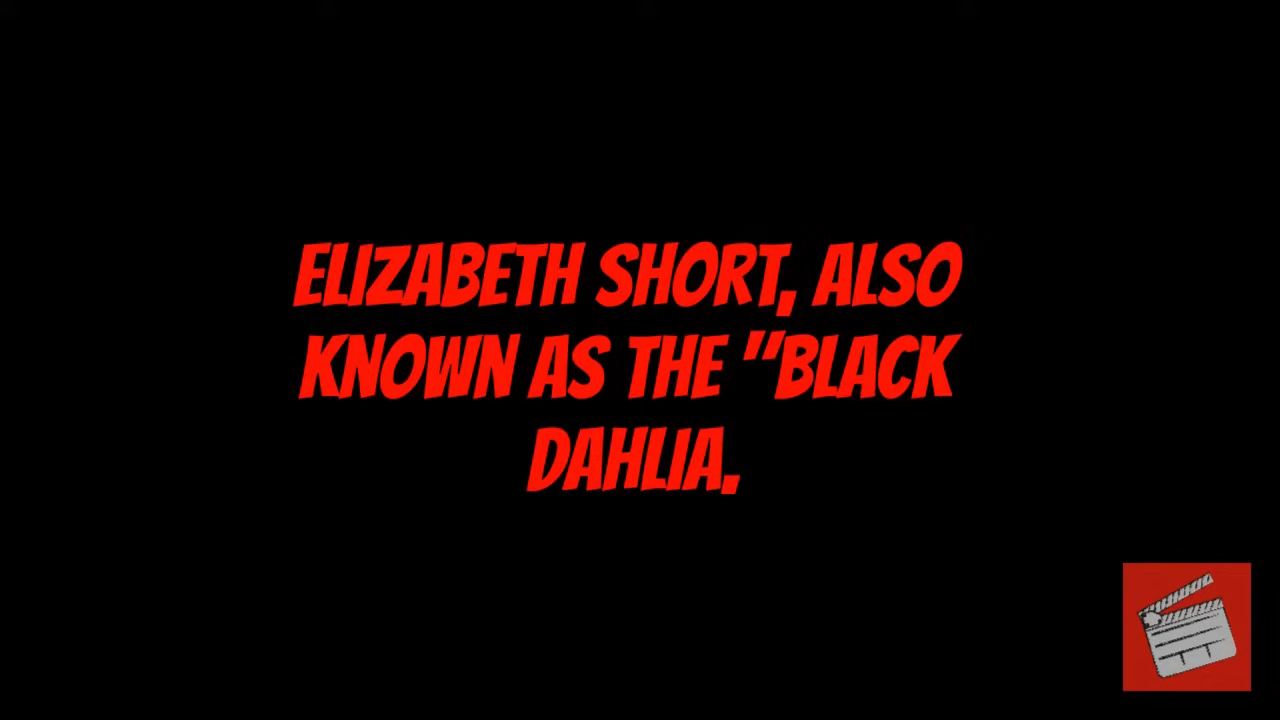 ELIZABETH SHORT, ALSO
KNOWN AS THE "BLACK
DAHLIA.